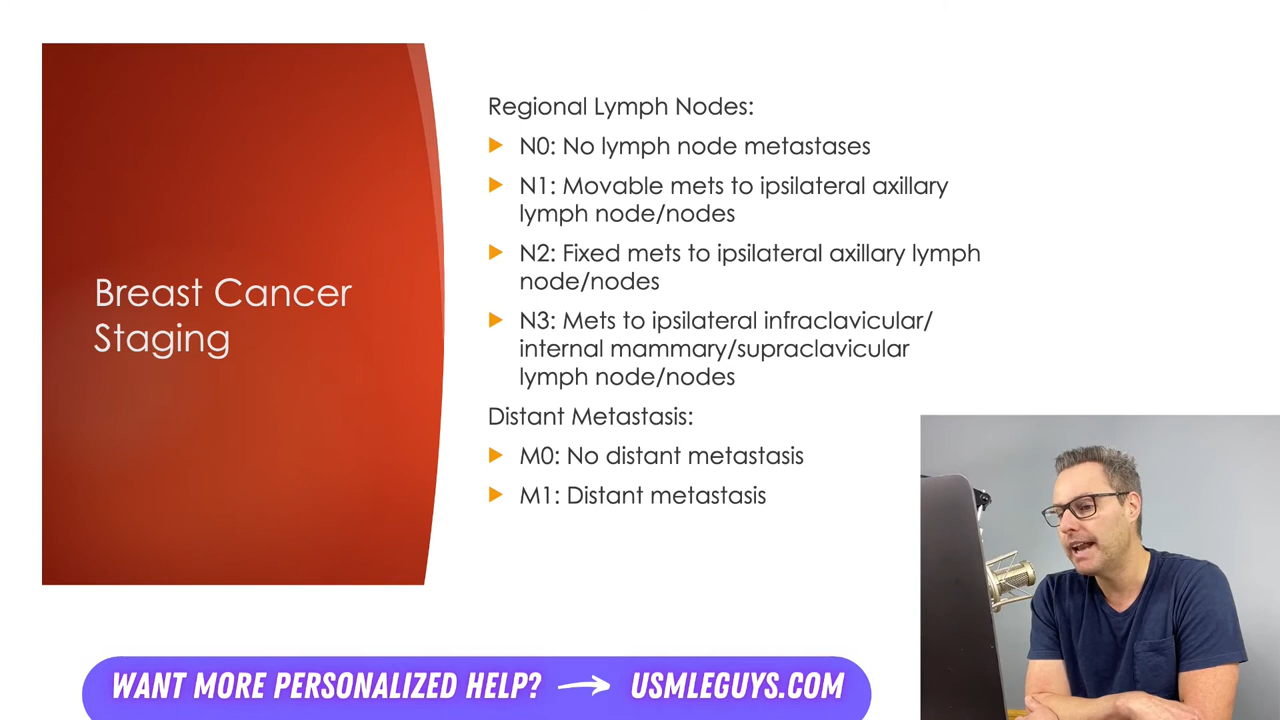 Breast Cancer
Staging
Regional Lymph Nodes:
N0: No lymph node metastases
N1: Movable mets to ipsilateral axillary
lymph node/nodes
N2: Fixed mets to ipsilateral axillary lymph
node/nodes
N3: Mets to ipsilateral infraclavicular/
internal mammary/supraclavicular
lymph node/nodes
Distant Metastasis:
M0: No distant metastasis
M1: Distant metastasis
WANT MORE PERSONALIZED HELP? → USMLEGUYS.COM